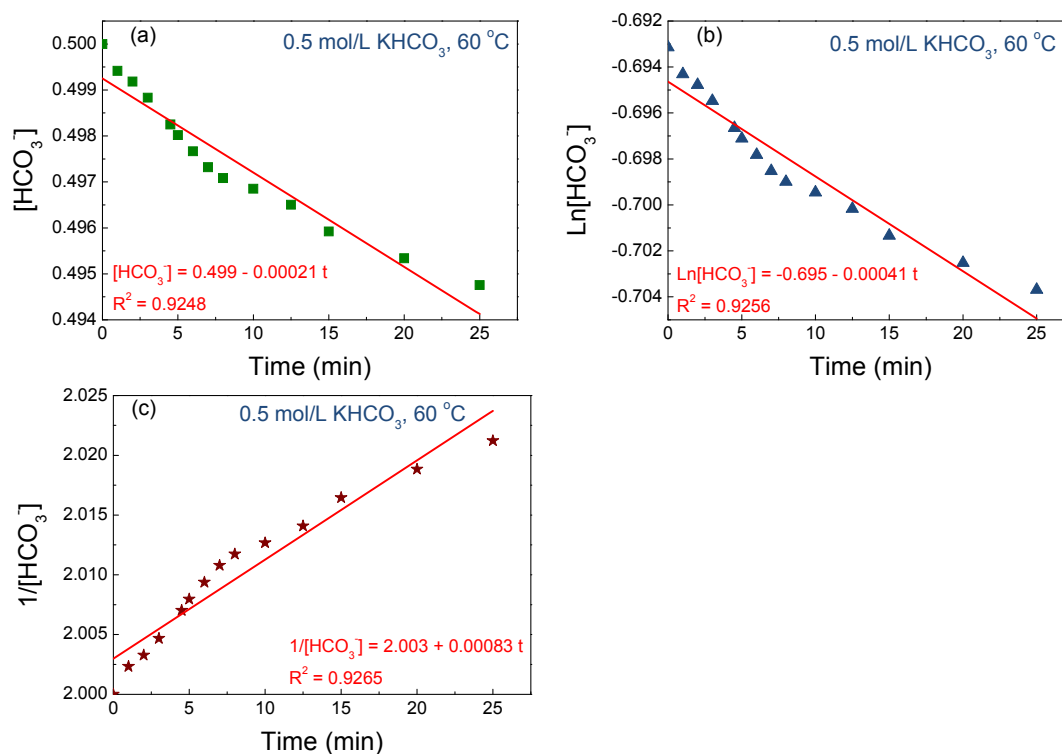 (a)
0.5 mol/L KHCO₃, 60 °C
0.500
0.499
0.498
0.497
0.496
0.495
0.494
[HCO₃⁻]
[HCO₃⁻] = 0.499 - 0.00021 t
R² = 0.9248
0 5 10 15 20 25
Time (min)
(b)
0.5 mol/L KHCO₃, 60 °C
-0.692
-0.694
-0.696
-0.698
-0.700
-0.702
-0.704
Ln[HCO₃⁻]
Ln[HCO₃⁻] = -0.695 - 0.00041 t
R² = 0.9256
0 5 10 15 20 25
Time (min)
(c)
0.5 mol/L KHCO₃, 60 °C
2.025
2.020
2.015
2.010
2.005
2.000
1/[HCO₃⁻]
1/[HCO₃⁻] = 2.003 + 0.00083 t
R² = 0.9265
0 5 10 15 20 25
Time (min)